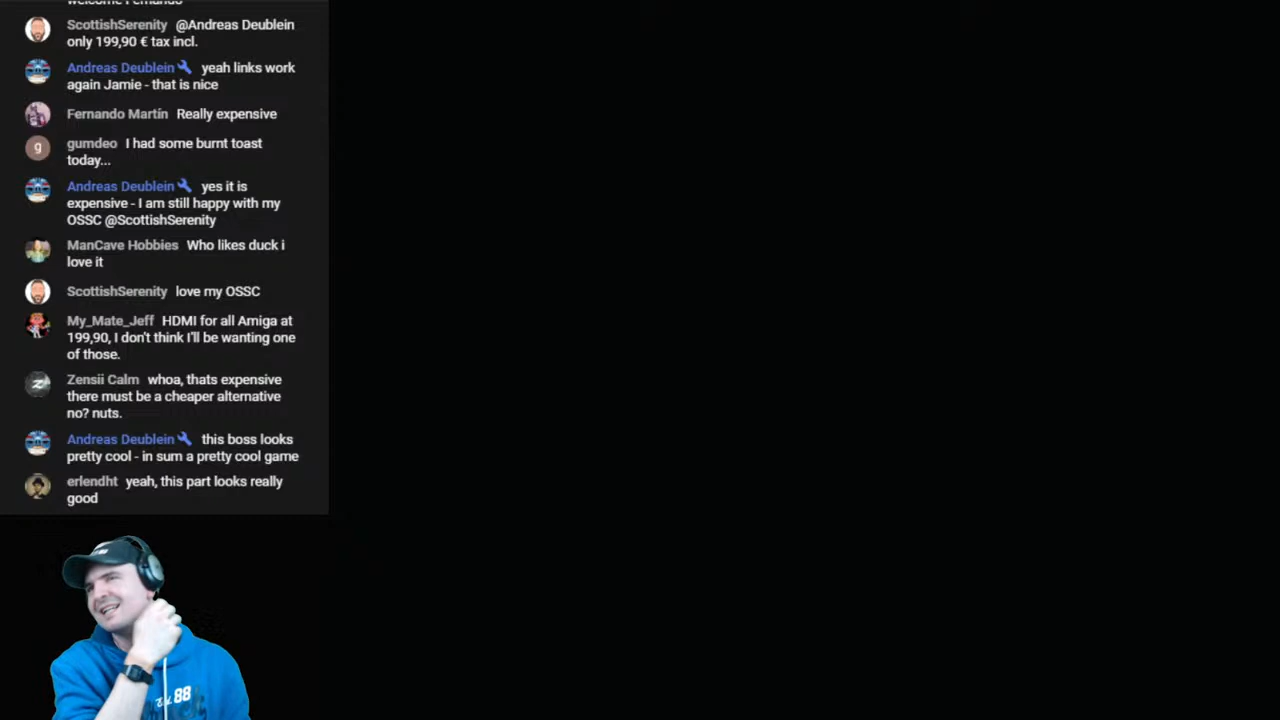 welcome Fernando
ScottishSerenity @Andreas Deublein
only 199,90 € tax incl.
Andreas Deublein yeah links work
again Jamie - that is nice
Fernando Martín Really expensive
g
gumdeo I had some burnt toast
today...
Andreas Deublein yes it is
expensive - I am still happy with my
OSSC @ScottishSerenity
ManCave Hobbies Who likes duck i
love it
ScottishSerenity love my OSSC
My_Mate_Jeff HDMI for all Amiga at
199,90, I don't think I'll be wanting one
of those.
Zensii Calm whoa, thats expensive
there must be a cheaper alternative
no? nuts.
Andreas Deublein this boss looks
pretty cool - in sum a pretty cool game
erlendht yeah, this part looks really
good
88